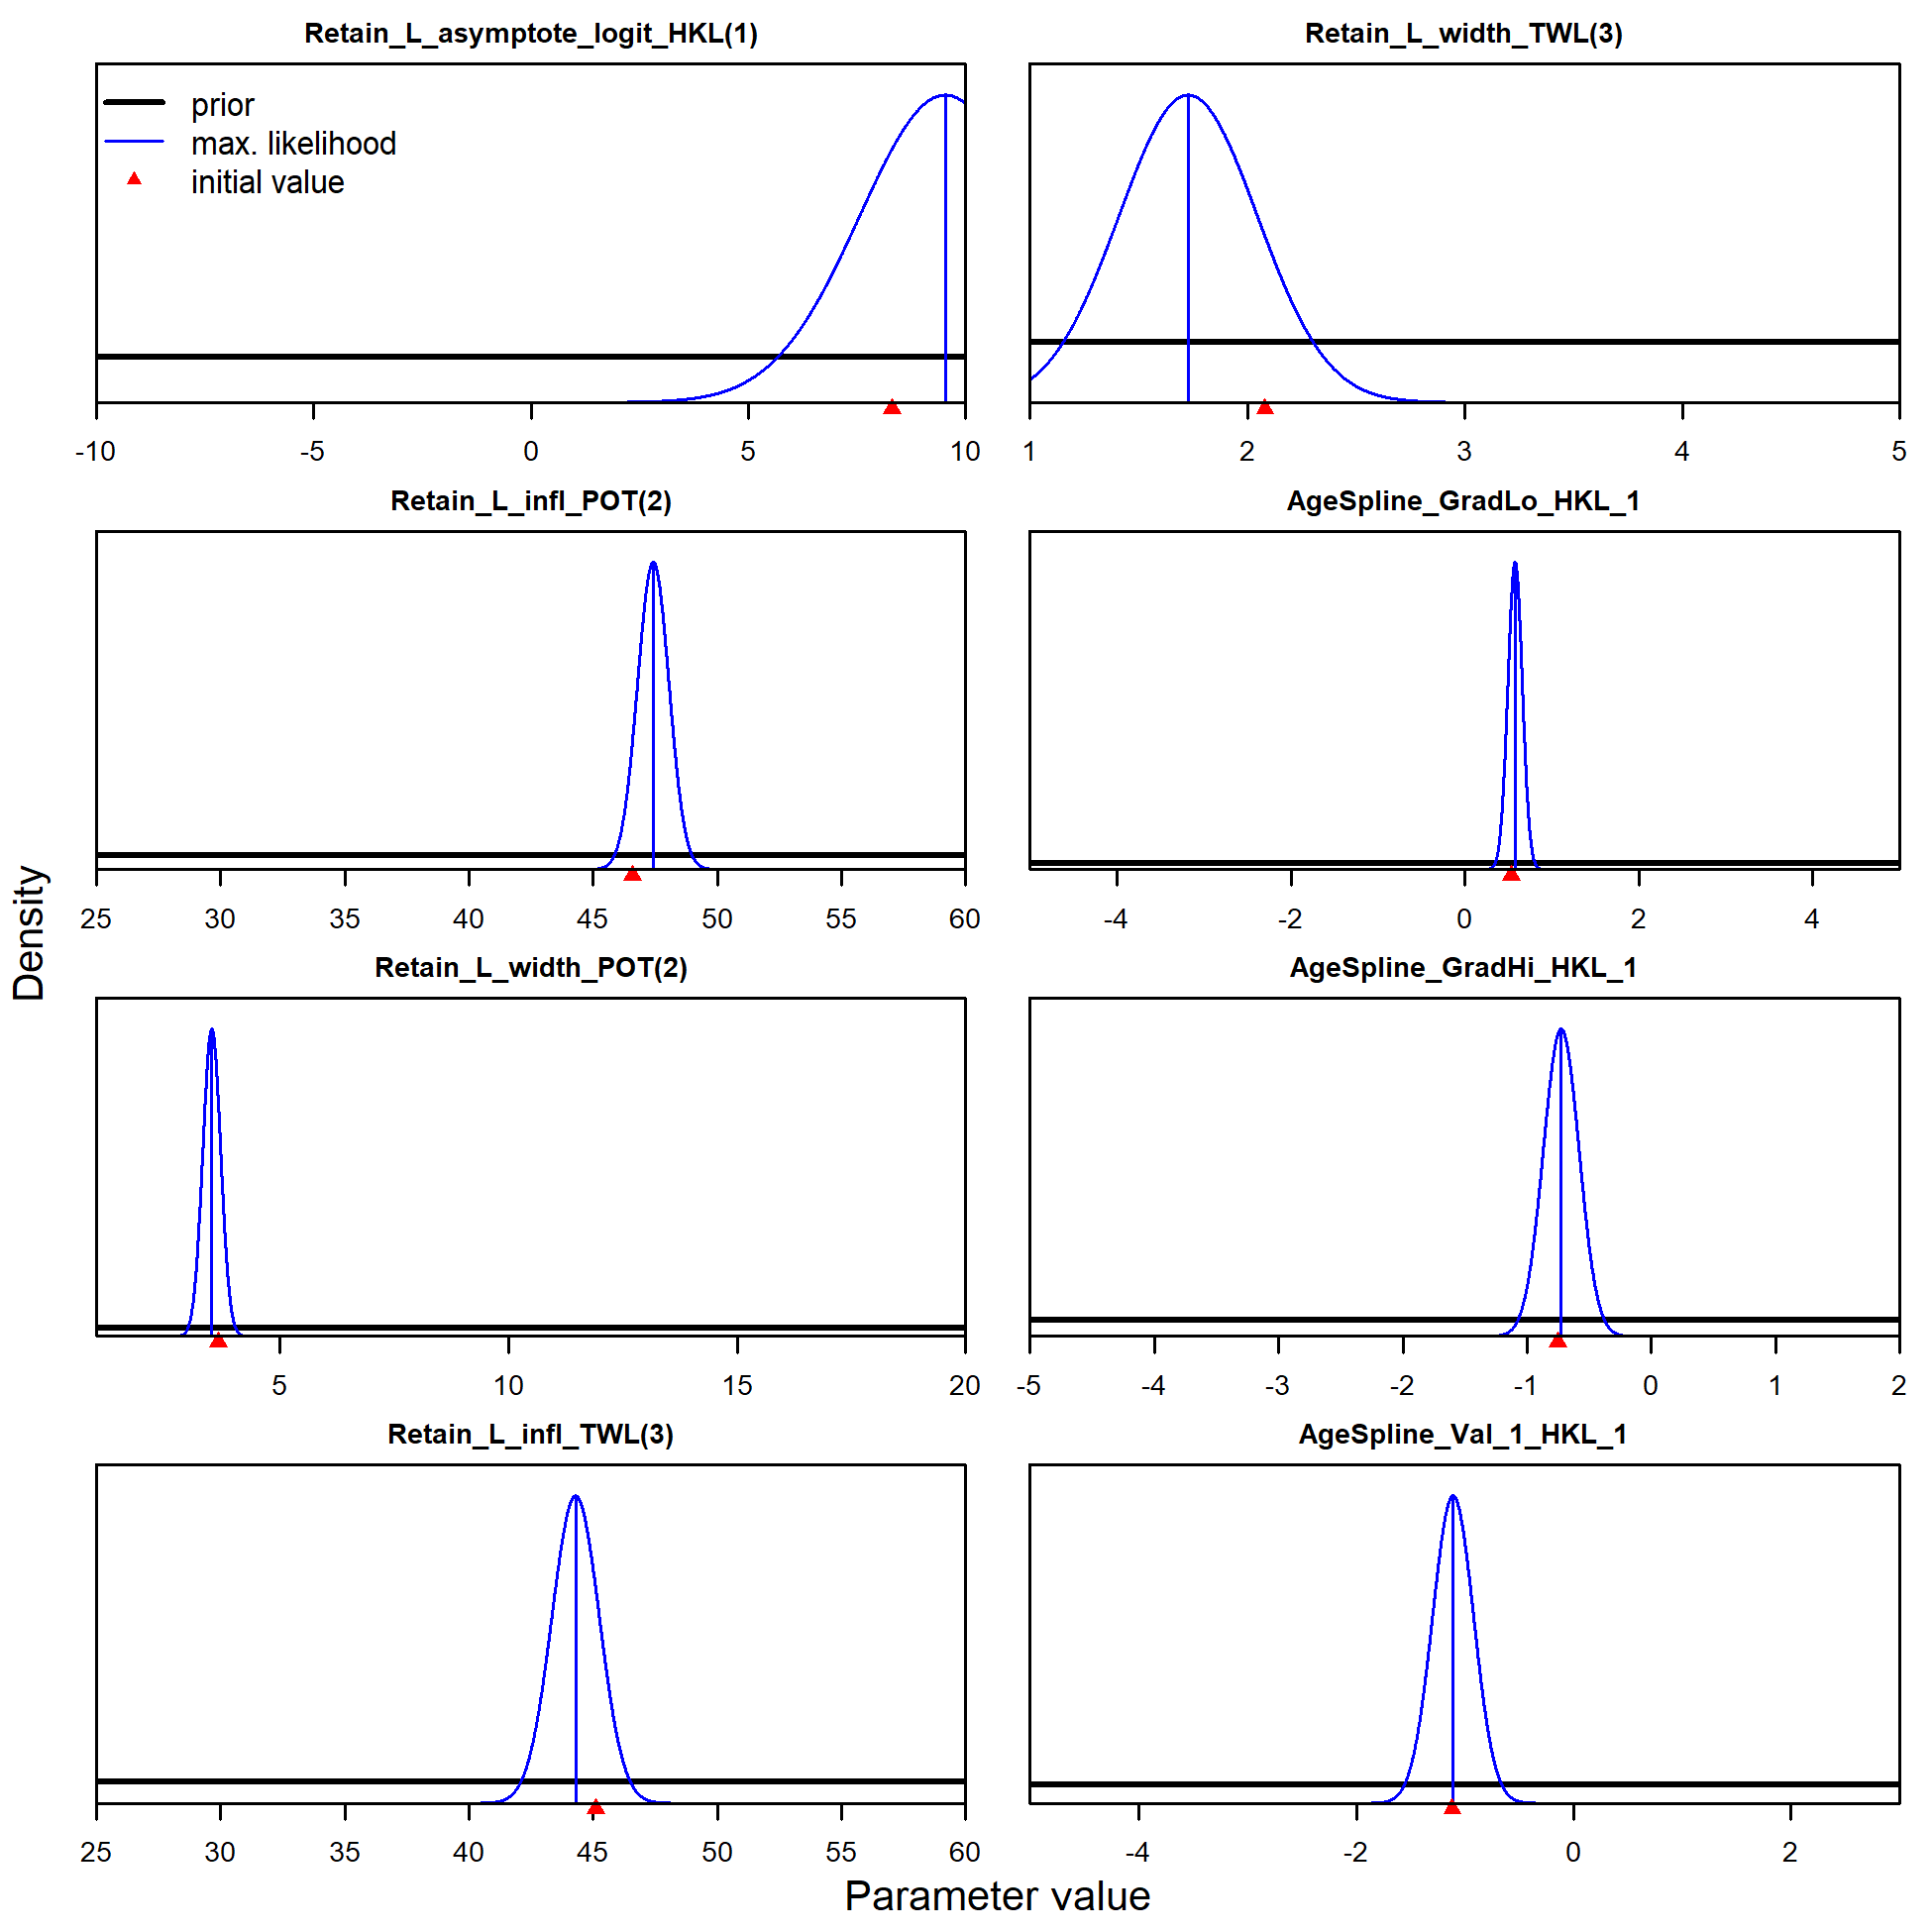 Retain_L_asymptote_logit_HKL(1)
prior
max. likelihood
initial value
-10 -5 0 5 10
Retain_L_width_TWL(3)
1 2 3 4 5
Retain_L_infl_POT(2)
25 30 35 40 45 50 55 60
AgeSpline_GradLo_HKL_1
-4 -2 0 2 4
Retain_L_width_POT(2)
5 10 15 20
AgeSpline_GradHi_HKL_1
-5 -4 -3 -2 -1 0 1 2
Retain_L_infl_TWL(3)
25 30 35 40 45 50 55 60
AgeSpline_Val_1_HKL_1
-4 -2 0 2
Density
Parameter value